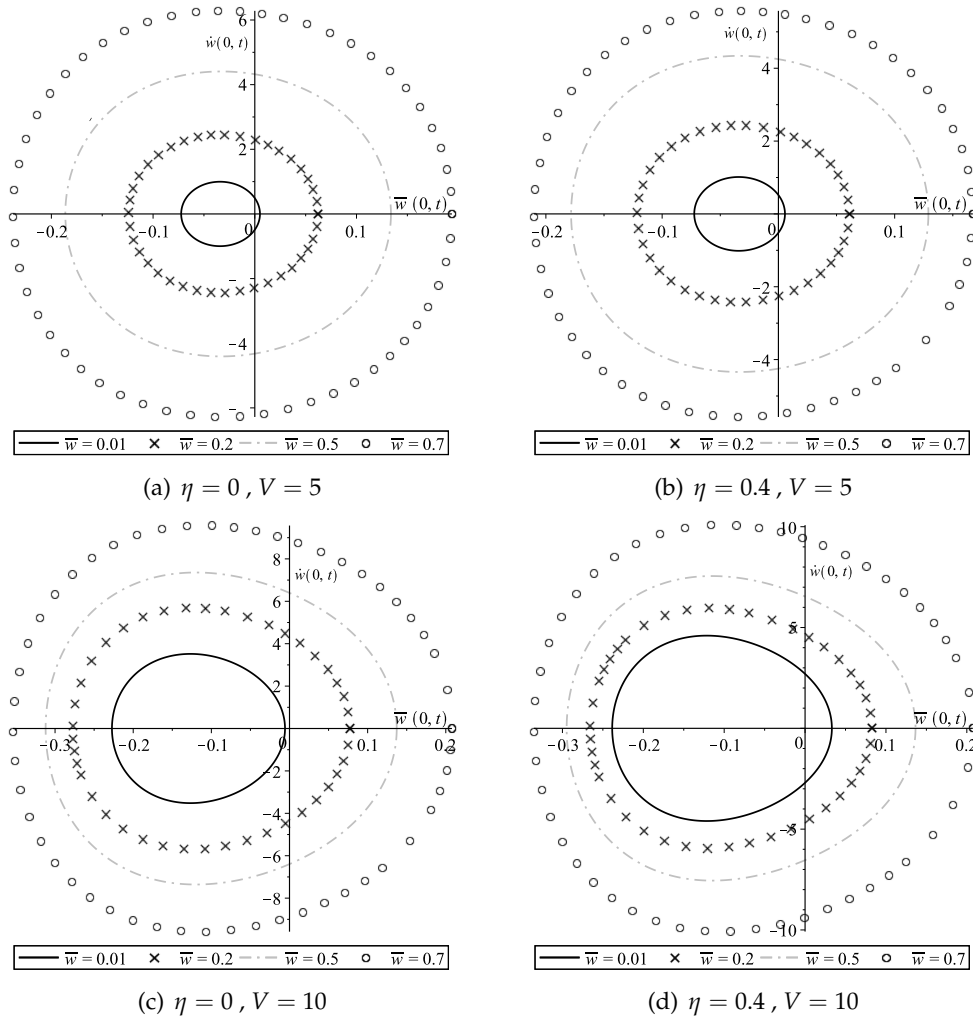 6
ẇ(0, t)
4
2
w̅ (0, t)
−0.2
−0.1
0
0.1
−2
−4
w̅ = 0.01 w̅ = 0.2 w̅ = 0.5 w̅ = 0.7
(a) η = 0 , V = 5
6
ẇ(0, t)
4
2
w̅ (0, t)
−0.2
−0.1
0
0.1
−2
−4
w̅ = 0.01 w̅ = 0.2 w̅ = 0.5 w̅ = 0.7
(b) η = 0.4 , V = 5
8
ẇ(0, t)
6
4
2
w̅ (0, t)
−0.3
−0.2
−0.1
0
0.1
0.2
−2
−4
−6
−8
w̅ = 0.01 w̅ = 0.2 w̅ = 0.5 w̅ = 0.7
(c) η = 0 , V = 10
10
ẇ(0, t)
5
w̅ (0, t)
−0.3
−0.2
−0.1
0
0.1
0.2
−5
−10
w̅ = 0.01 w̅ = 0.2 w̅ = 0.5 w̅ = 0.7
(d) η = 0.4 , V = 10